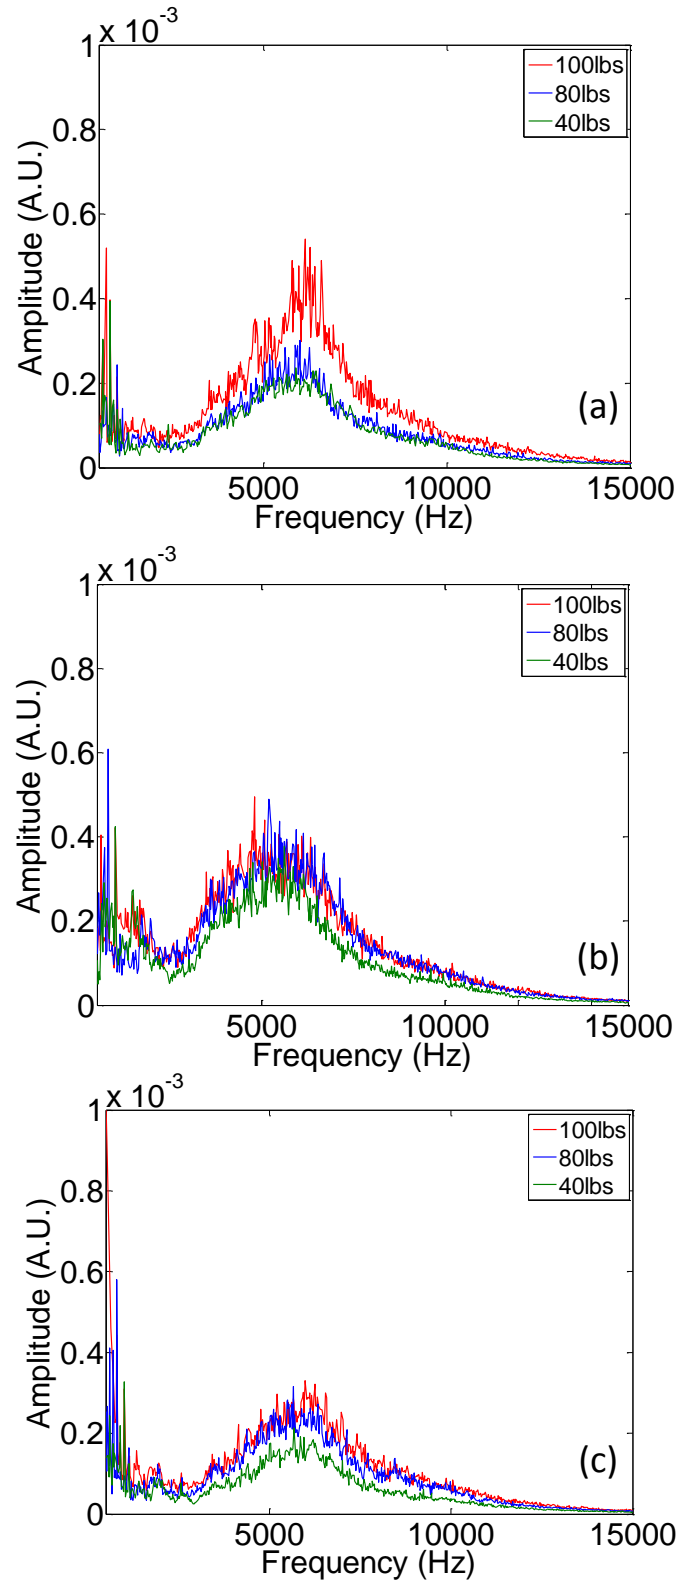 1 x 10-3
1
0.8
0.6
0.4
0.2
0
Amplitude (A.U.)
100lbs
80lbs
40lbs
(a)
5000 10000 15000
Frequency (Hz)
1 x 10-3
0.8
0.6
0.4
0.2
0
Amplitude (A.U.)
100lbs
80lbs
40lbs
(b)
5000 10000 15000
Frequency (Hz)
1 x 10-3
0.8
0.6
0.4
0.2
0
Amplitude (A.U.)
100lbs
80lbs
40lbs
(c)
5000 10000 15000
Frequency (Hz)